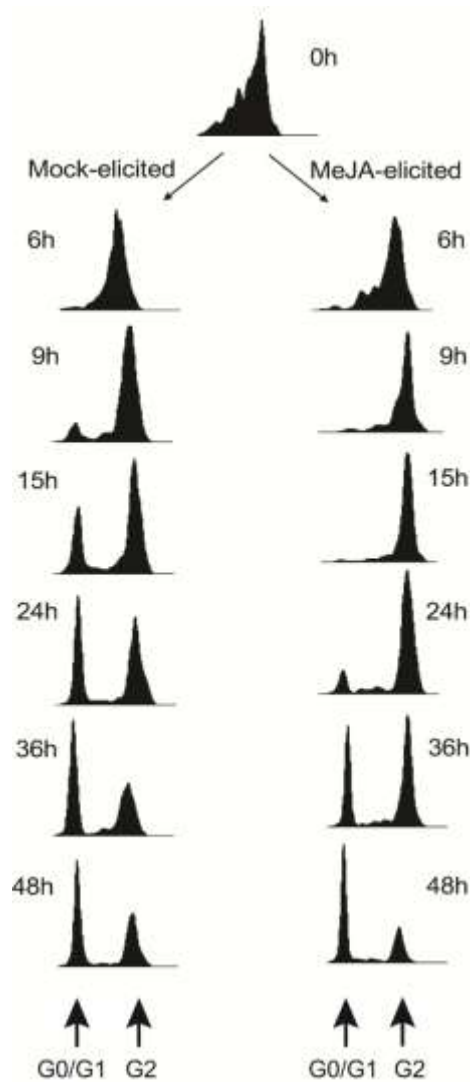 0h
Mock-elicited MeJA-elicited
6h 6h
9h 9h
15h 15h
24h 24h
36h 36h
48h 48h
G0/G1 G2 G0/G1 G2